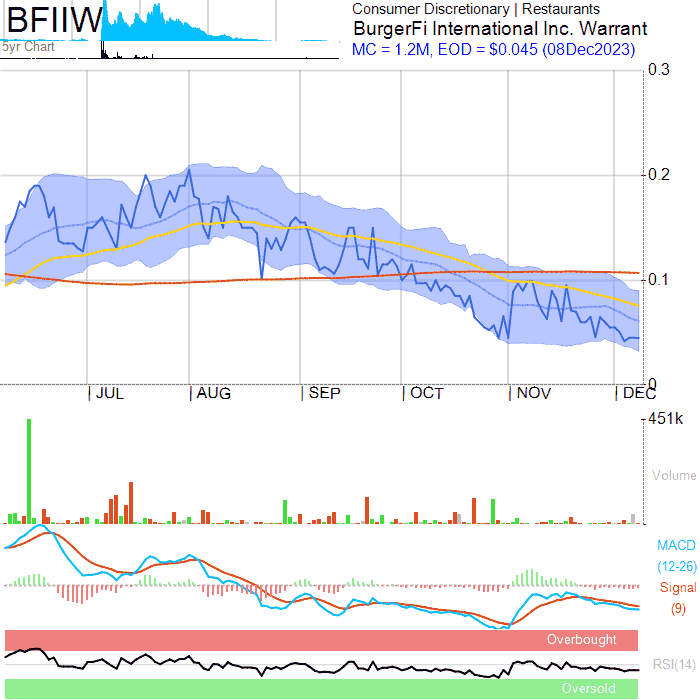 BFIIW
5yr Chart
Consumer Discretionary | Restaurants
BurgerFi International Inc. Warrant
MC = 1.2M, EOD = $0.045 (08Dec2023)
0.3
0.2
0.1
0
JUL
AUG
SEP
OCT
NOV
DEC
451k
Volume
MACD
(12-26)
Signal
(9)
Overbought
RSI(14)
Oversold